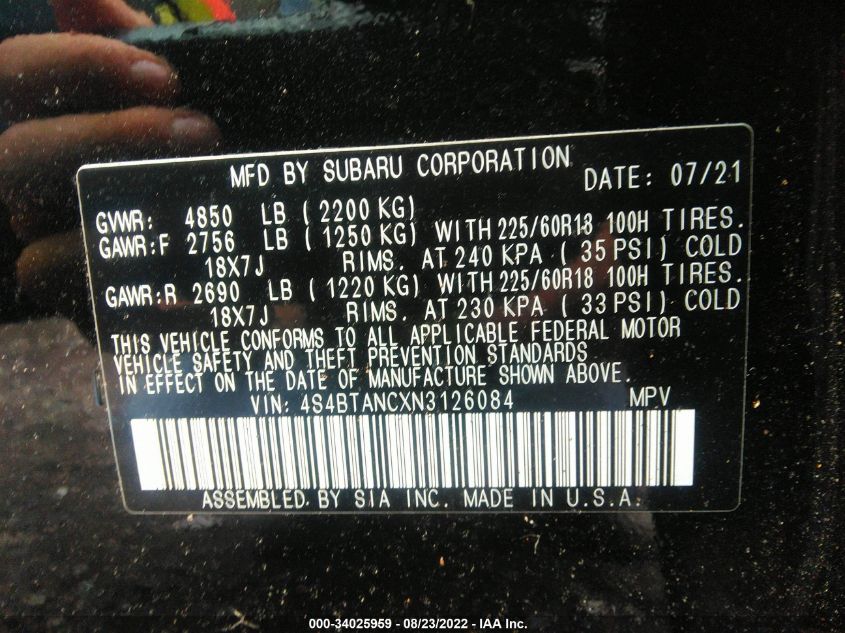 MFD BY SUBARU CORPORATION DATE: 07/21
GVWR: 4850 LB ( 2200 KG)
GAWR:F 2756 LB ( 1250 KG) WITH 225/60R18 100H TIRES.
18X7J RIMS. AT 240 KPA ( 35 PSI) COLD
GAWR:R 2690 LB ( 1220 KG) WITH 225/60R18 100H TIRES.
18X7J RIMS. AT 230 KPA ( 33 PSI) COLD
THIS VEHICLE CONFORMS TO ALL APPLICABLE FEDERAL MOTOR
VEHICLE SAFETY AND THEFT PREVENTION STANDARDS
IN EFFECT ON THE DATE OF MANUFACTURE SHOWN ABOVE.
VIN: 4S4BTANCXN3126084 MPV
ASSEMBLED BY SIA INC. MADE IN U.S.A.
000-34025959 - 08/23/2022 - IAA Inc.